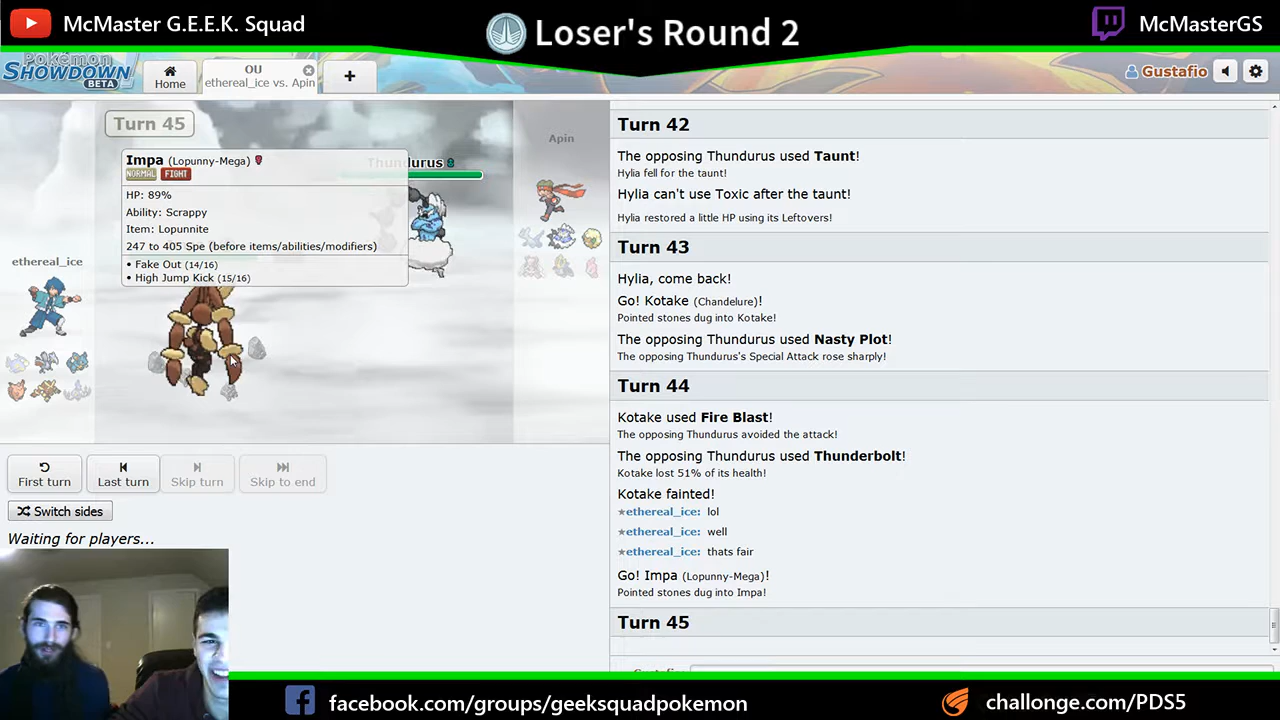 McMaster G.E.E.K. Squad
Loser's Round 2
McMasterGS
Pokémon
SHOWDOWN
BETA
Home
OU
ethereal_ice vs. Apin
Gustafio
Turn 45
Impa (Lopunny-Mega)
NORMAL FIGHT
HP: 89%
Ability: Scrappy
Item: Lopunnite
247 to 405 Spe (before items/abilities/modifiers)
• Fake Out (14/16)
• High Jump Kick (15/16)
Thundurus
Apin
ethereal_ice
First turn
Last turn
Skip turn
Skip to end
Switch sides
Waiting for players...
Turn 42
The opposing Thundurus used Taunt!
Hylia fell for the taunt!
Hylia can't use Toxic after the taunt!
Hylia restored a little HP using its Leftovers!
Turn 43
Hylia, come back!
Go! Kotake (Chandelure)!
Pointed stones dug into Kotake!
The opposing Thundurus used Nasty Plot!
The opposing Thundurus's Special Attack rose sharply!
Turn 44
Kotake used Fire Blast!
The opposing Thundurus avoided the attack!
The opposing Thundurus used Thunderbolt!
Kotake lost 51% of its health!
Kotake fainted!
★ethereal_ice: lol
★ethereal_ice: well
★ethereal_ice: thats fair
Go! Impa (Lopunny-Mega)!
Pointed stones dug into Impa!
Turn 45
facebook.com/groups/geeksquadpokemon
challonge.com/PDS5